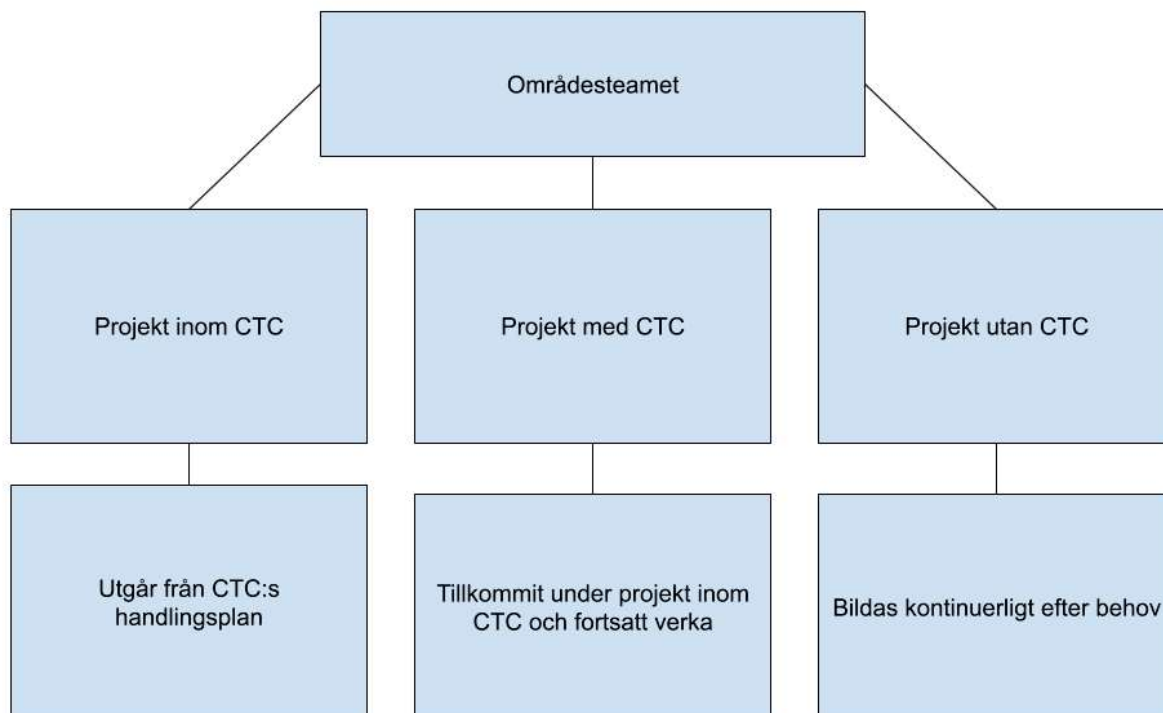 Områdesteamet
Projekt inom CTC
Projekt med CTC
Projekt utan CTC
Utgår från CTC:s
handlingsplan
Tillkommit under projekt inom
CTC och fortsatt verka
Bildas kontinuerligt efter behov